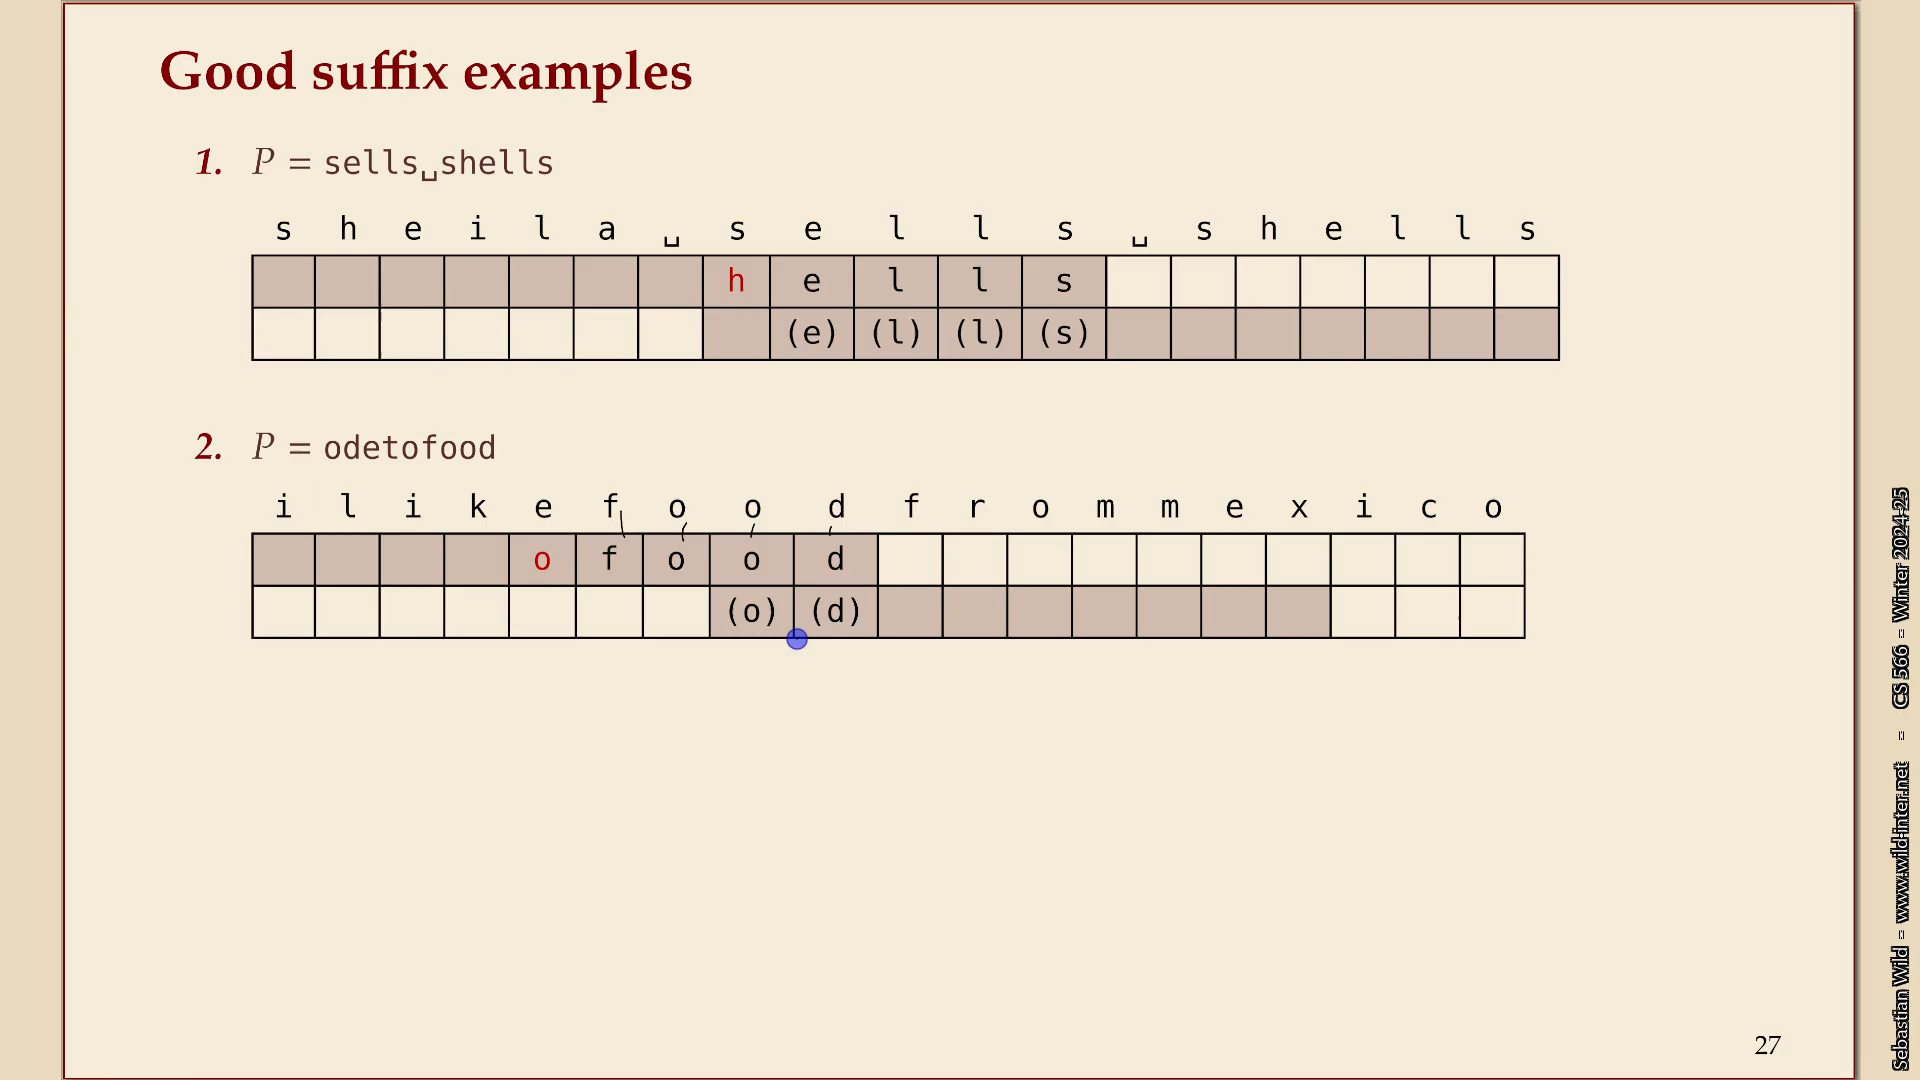 Good suffix examples
1. P = sells␣shells
s h e i l a ␣ s e l l s ␣ s h e l l s
h e l l s
(e) (l) (l) (s)
2. P = odetofood
i l i k e f o o d f r o m m e x i c o
o f o o d
(o) (d)
27
Sebastian Wild – www.wild-inter.net – CS 566 – Winter 2024-25